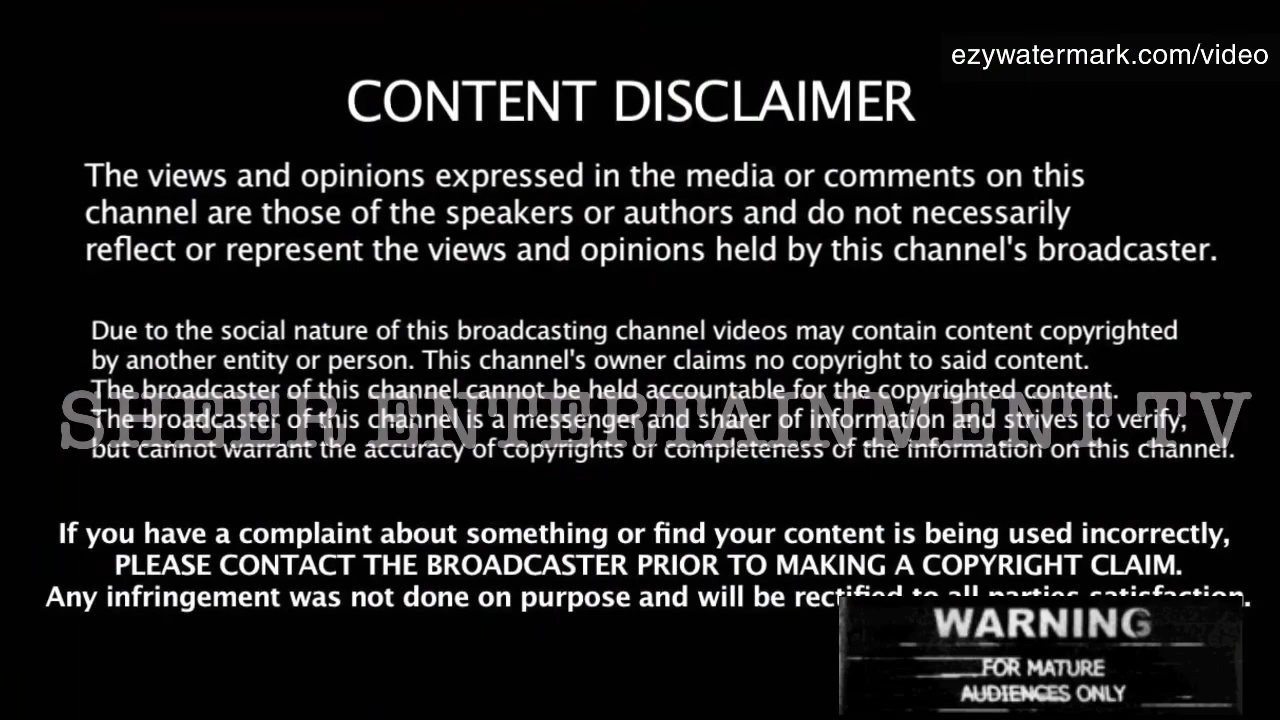 ezywatermark.com/video
CONTENT DISCLAIMER
The views and opinions expressed in the media or comments on this
channel are those of the speakers or authors and do not necessarily
reflect or represent the views and opinions held by this channel's broadcaster.
Due to the social nature of this broadcasting channel videos may contain content copyrighted
by another entity or person. This channel's owner claims no copyright to said content.
The broadcaster of this channel cannot be held accountable for the copyrighted content.
SHEER ENTERTAINMENT TV
The broadcaster of this channel is a messenger and sharer of information and strives to verify,
but cannot warrant the accuracy of copyrights or completeness of the information on this channel.
If you have a complaint about something or find your content is being used incorrectly,
PLEASE CONTACT THE BROADCASTER PRIOR TO MAKING A COPYRIGHT CLAIM.
Any infringement was not done on purpose and will be rectified to all parties satisfaction.
WARNING
FOR MATURE
AUDIENCES ONLY